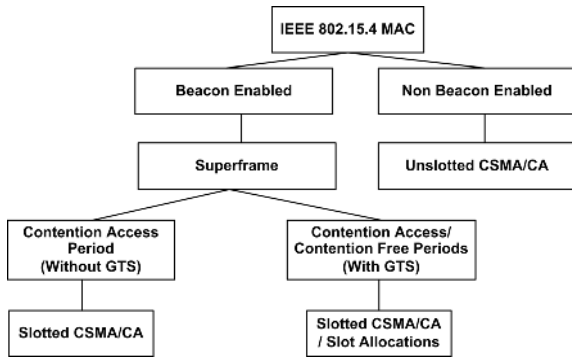 IEEE 802.15.4 MAC
Beacon Enabled
Non Beacon Enabled
Superframe
Unslotted CSMA/CA
Contention Access
Period
(Without GTS)
Contention Access/
Contention Free Periods
(With GTS)
Slotted CSMA/CA
Slotted CSMA/CA
/ Slot Allocations